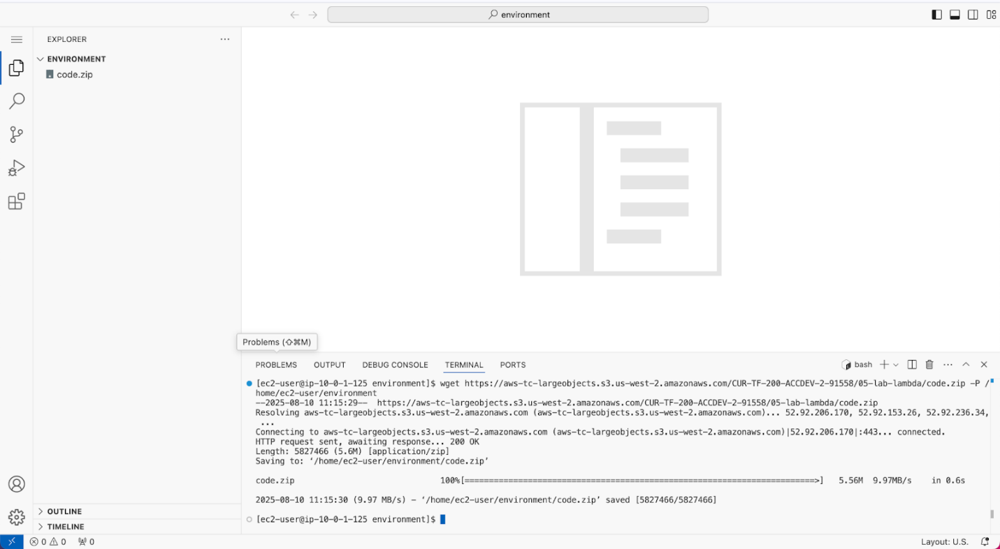 environment
EXPLORER
ENVIRONMENT
code.zip
Problems (⇧⌘M)
PROBLEMS
OUTPUT
DEBUG CONSOLE
TERMINAL
PORTS
bash
[ec2-user@ip-10-0-1-125 environment]$ wget https://aws-tc-largeobjects.s3.us-west-2.amazonaws.com/CUR-TF-200-ACCDEV-2-91558/05-lab-lambda/code.zip -P /
home/ec2-user/environment
--2025-08-10 11:15:29--  https://aws-tc-largeobjects.s3.us-west-2.amazonaws.com/CUR-TF-200-ACCDEV-2-91558/05-lab-lambda/code.zip
Resolving aws-tc-largeobjects.s3.us-west-2.amazonaws.com (aws-tc-largeobjects.s3.us-west-2.amazonaws.com)... 52.92.206.170, 52.92.153.26, 52.92.236.34,
...
Connecting to aws-tc-largeobjects.s3.us-west-2.amazonaws.com (aws-tc-largeobjects.s3.us-west-2.amazonaws.com)|52.92.206.170|:443... connected.
HTTP request sent, awaiting response... 200 OK
Length: 5827466 (5.6M) [application/zip]
Saving to: ‘/home/ec2-user/environment/code.zip’
code.zip 100%[========================================================================>] 5.56M 9.97MB/s in 0.6s
2025-08-10 11:15:30 (9.97 MB/s) – ‘/home/ec2-user/environment/code.zip’ saved [5827466/5827466]
[ec2-user@ip-10-0-1-125 environment]$
OUTLINE
TIMELINE
0 0 0
Layout: U.S.